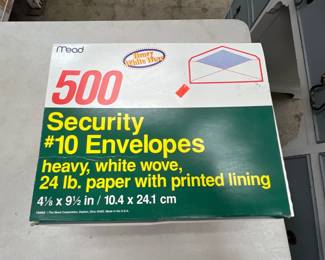 Mead
Heavy
White Wove
500
Security
#10 Envelopes
heavy, white wove,
24 lb. paper with printed lining
4⅛ x 9½ in / 10.4 x 24.1 cm